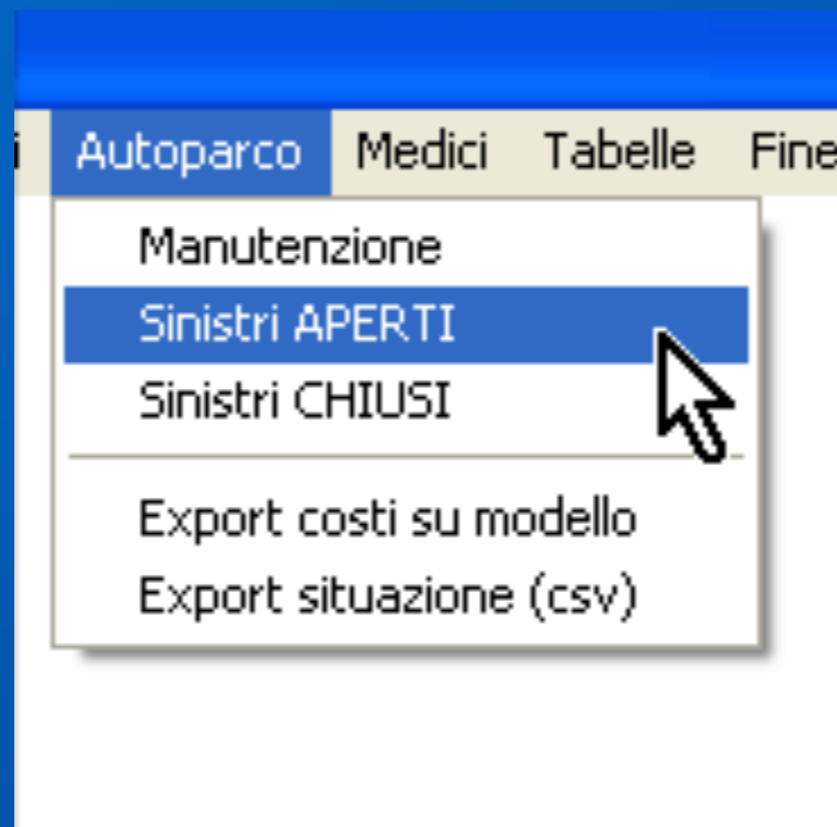 Autoparco Medici Tabelle
Manutenzione
Sinistri APERTI
Sinistri CHIUSI
Export costi su modello
Export situazione (csv)